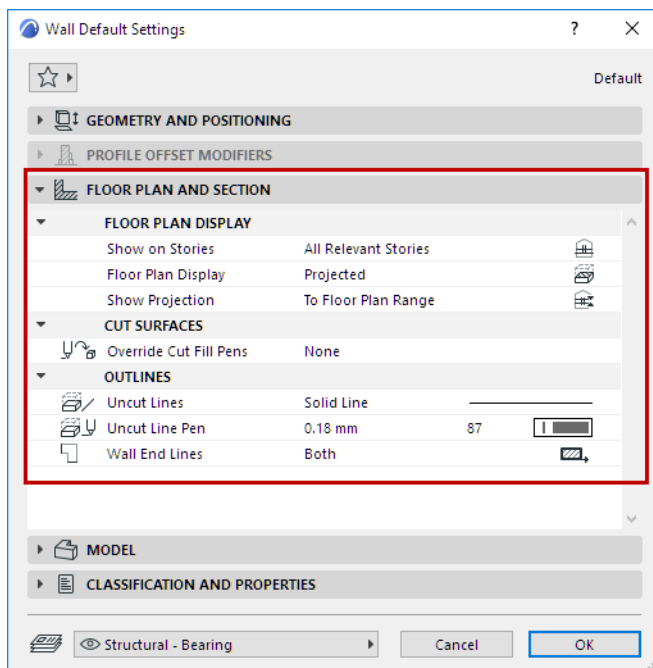 Wall Default Settings ?
Default
GEOMETRY AND POSITIONING
PROFILE OFFSET MODIFIERS
FLOOR PLAN AND SECTION
FLOOR PLAN DISPLAY
Show on Stories All Relevant Stories
Floor Plan Display Projected
Show Projection To Floor Plan Range
CUT SURFACES
Override Cut Fill Pens None
OUTLINES
Uncut Lines Solid Line
Uncut Line Pen 0.18 mm 87
Wall End Lines Both
MODEL
CLASSIFICATION AND PROPERTIES
Structural - Bearing Cancel OK